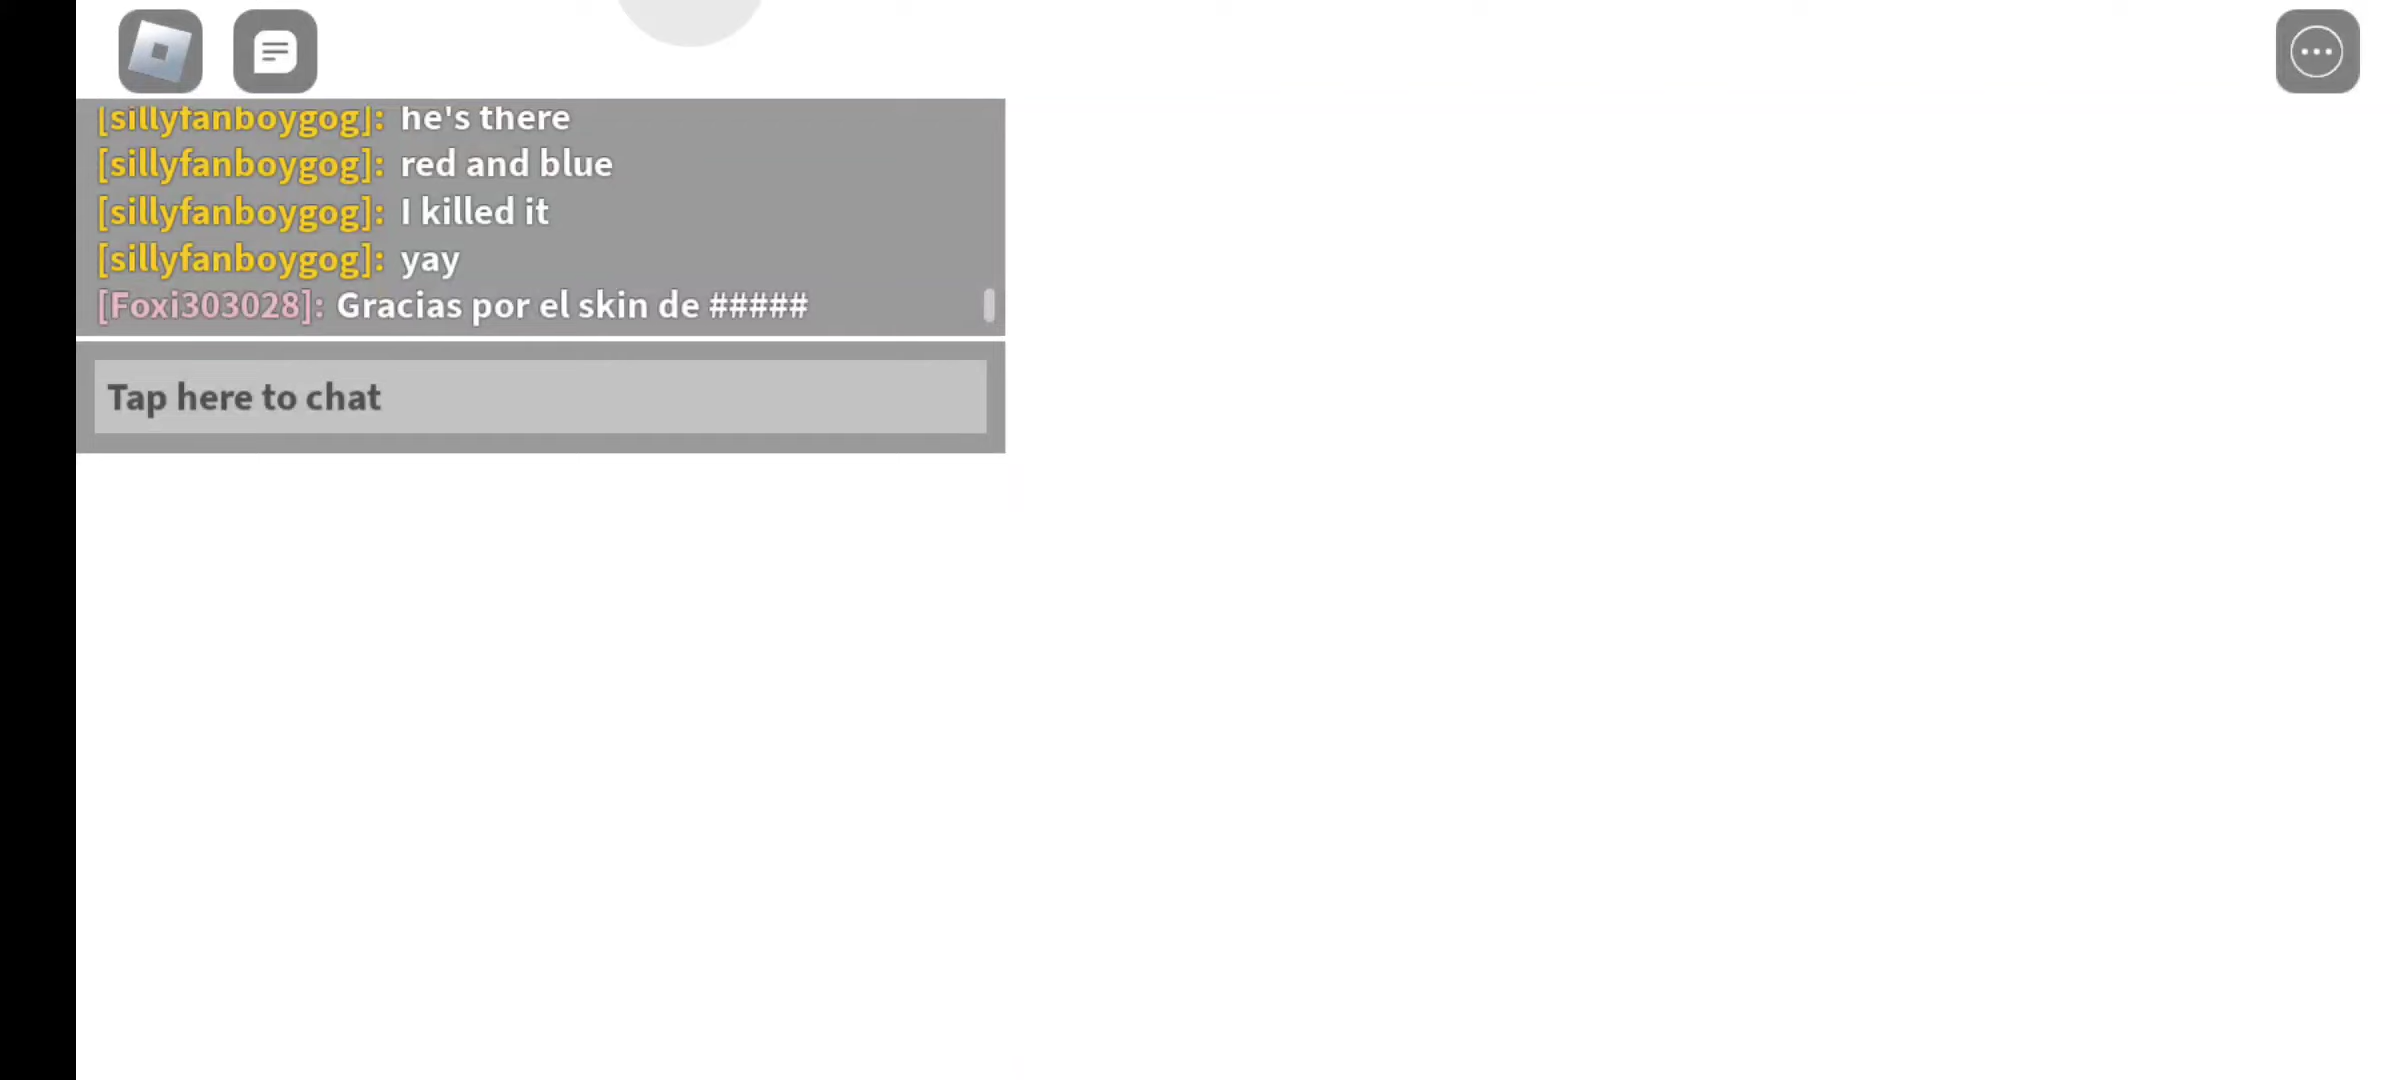 [sillyfanboygog]: he's there
[sillyfanboygog]: red and blue
[sillyfanboygog]: I killed it
[sillyfanboygog]: yay
[Foxi303028]: Gracias por el skin de #####
Tap here to chat